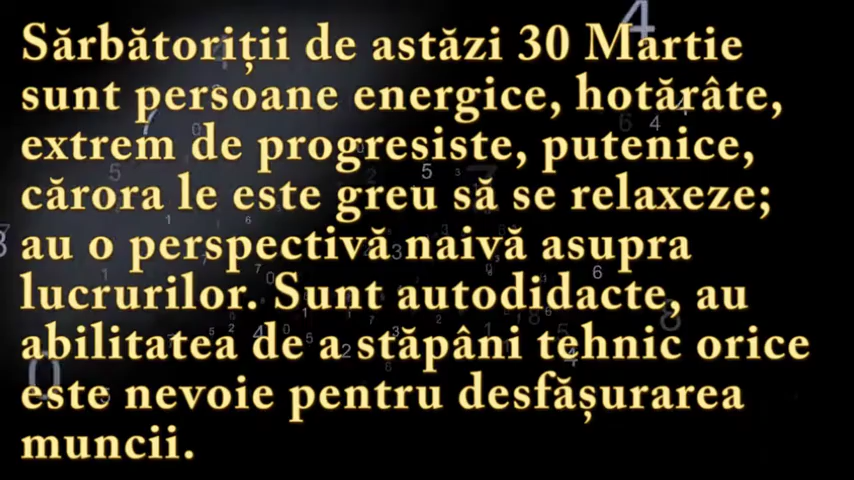 Sărbătoriții de astăzi 30 Martie
sunt persoane energice, hotărâte,
extrem de progresiste, putenice,
cărora le este greu să se relaxeze;
au o perspectivă naivă asupra
lucrurilor. Sunt autodidacte, au
abilitatea de a stăpâni tehnic orice
este nevoie pentru desfășurarea
muncii.